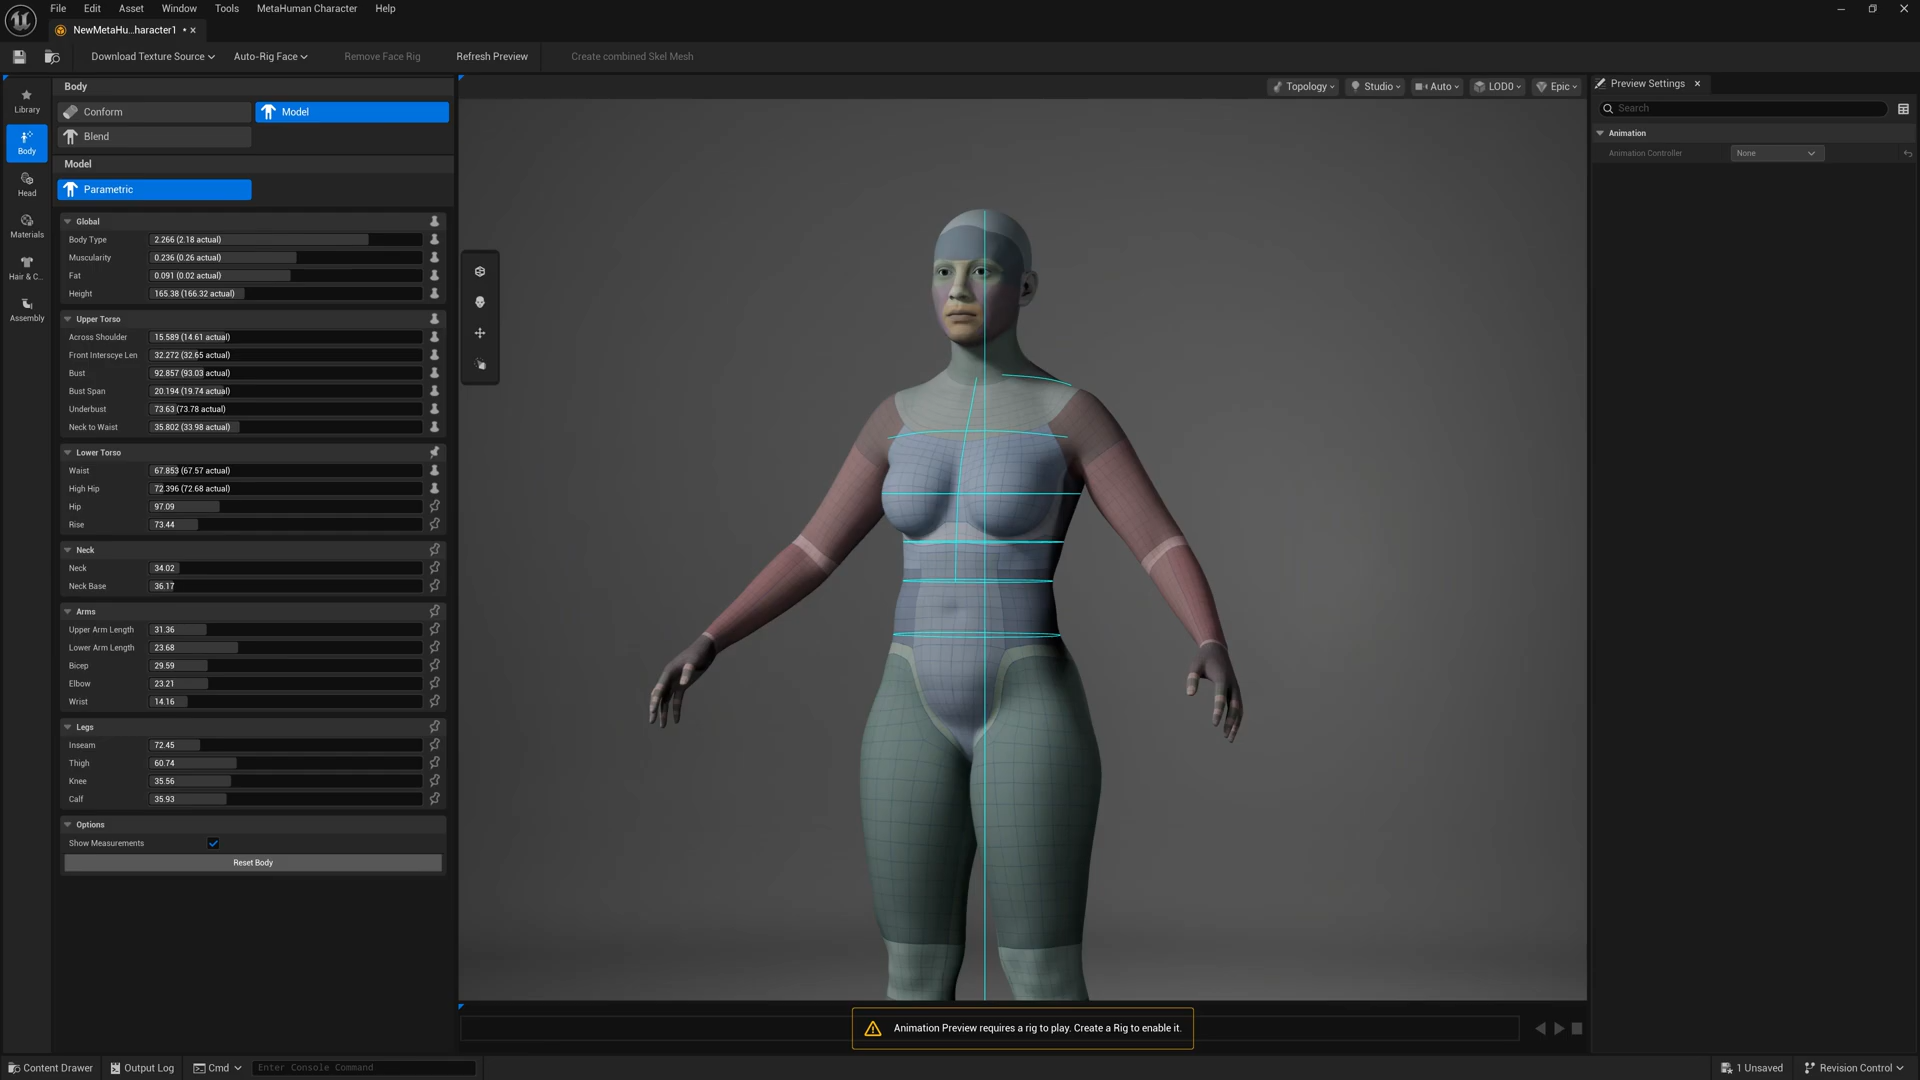 File Edit Asset Window Tools MetaHuman Character Help
NewMetaHu...haracter1 •
Download Texture Source Auto-Rig Face Remove Face Rig Refresh Preview Create combined Skel Mesh
Library
Body
Head
Materials
Hair & C...
Assembly
Body
Conform Model
Blend
Model
Parametric
Global
Body Type 2.266 (2.18 actual)
Muscularity 0.236 (0.26 actual)
Fat 0.091 (0.02 actual)
Height 165.38 (166.32 actual)
Upper Torso
Across Shoulder 15.589 (14.61 actual)
Front Interscye Len 32.272 (32.65 actual)
Bust 92.857 (93.03 actual)
Bust Span 20.194 (19.74 actual)
Underbust 73.63 (73.78 actual)
Neck to Waist 35.802 (33.98 actual)
Lower Torso
Waist 67.853 (67.57 actual)
High Hip 72.396 (72.68 actual)
Hip 97.09
Rise 73.44
Neck
Neck 34.02
Neck Base 36.17
Arms
Upper Arm Length 31.36
Lower Arm Length 23.68
Bicep 29.59
Elbow 23.21
Wrist 14.16
Legs
Inseam 72.45
Thigh 60.74
Knee 35.56
Calf 35.93
Options
Show Measurements
Reset Body
Topology Studio Auto LOD0 Epic
Animation Preview requires a rig to play. Create a Rig to enable it.
Preview Settings
Search
Animation
Animation Controller None
Content Drawer Output Log Cmd Enter Console Command
1 Unsaved Revision Control